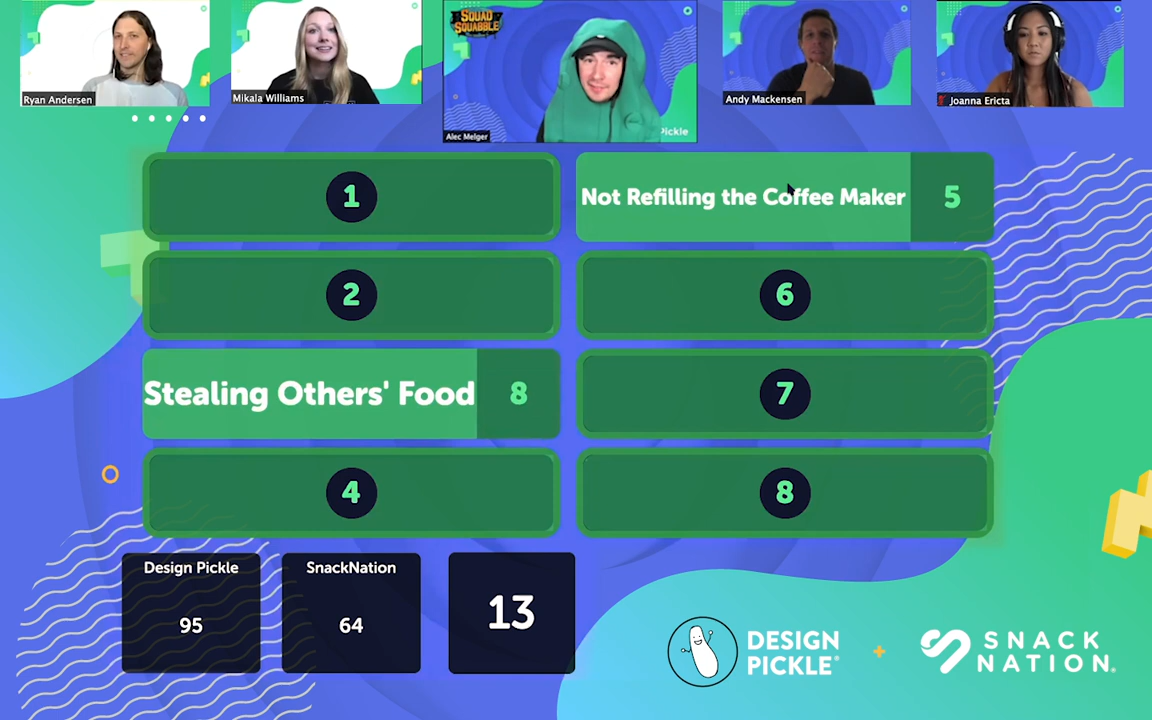 Ryan Andersen
Mikala Williams
SQUAD
SQUABBLE
Alec Melger
Pickle
Andy Mackensen
Joanna Ericta
1
Not Refilling the Coffee Maker 5
2
6
Stealing Others' Food 8
7
4
8
Design Pickle
95
SnackNation
64
13
DESIGN
PICKLE®
+
SNACK
NATION®